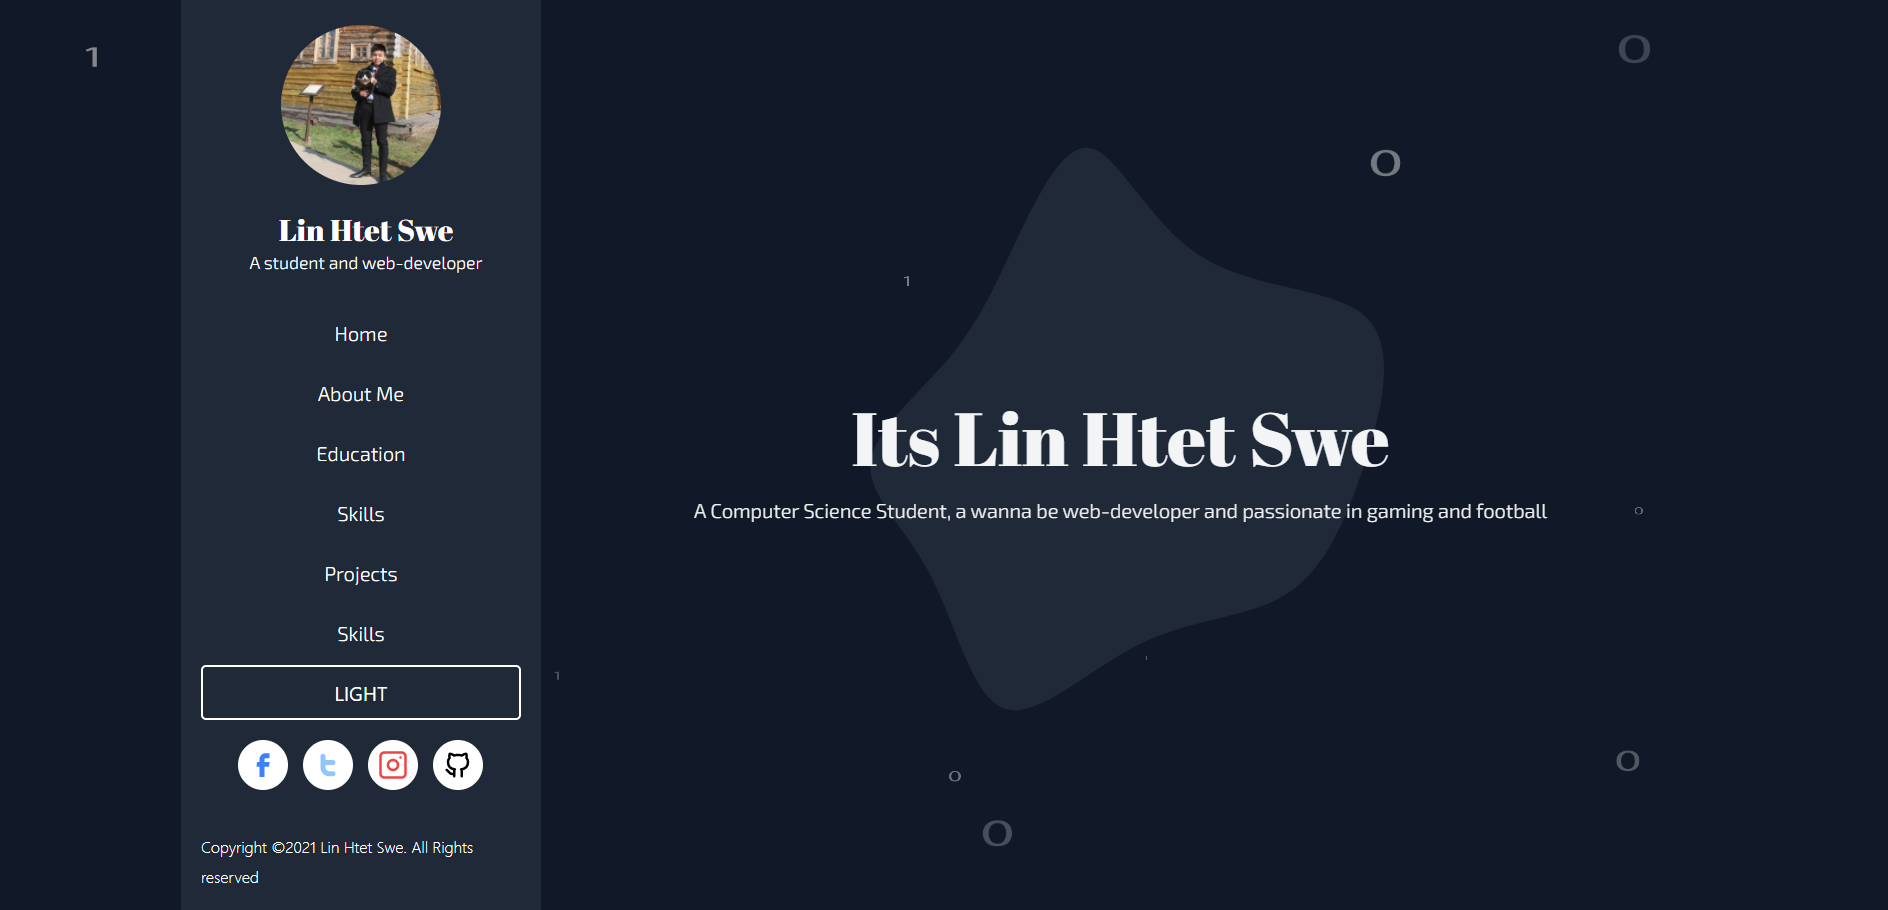 Lin Htet Swe
A student and web-developer
Home
About Me
Education
Skills
Projects
Skills
LIGHT
Copyright ©2021 Lin Htet Swe. All Rights
reserved
1
O
O
1
Its Lin Htet Swe
A Computer Science Student, a wanna be web-developer and passionate in gaming and football
O
1
O
O
O